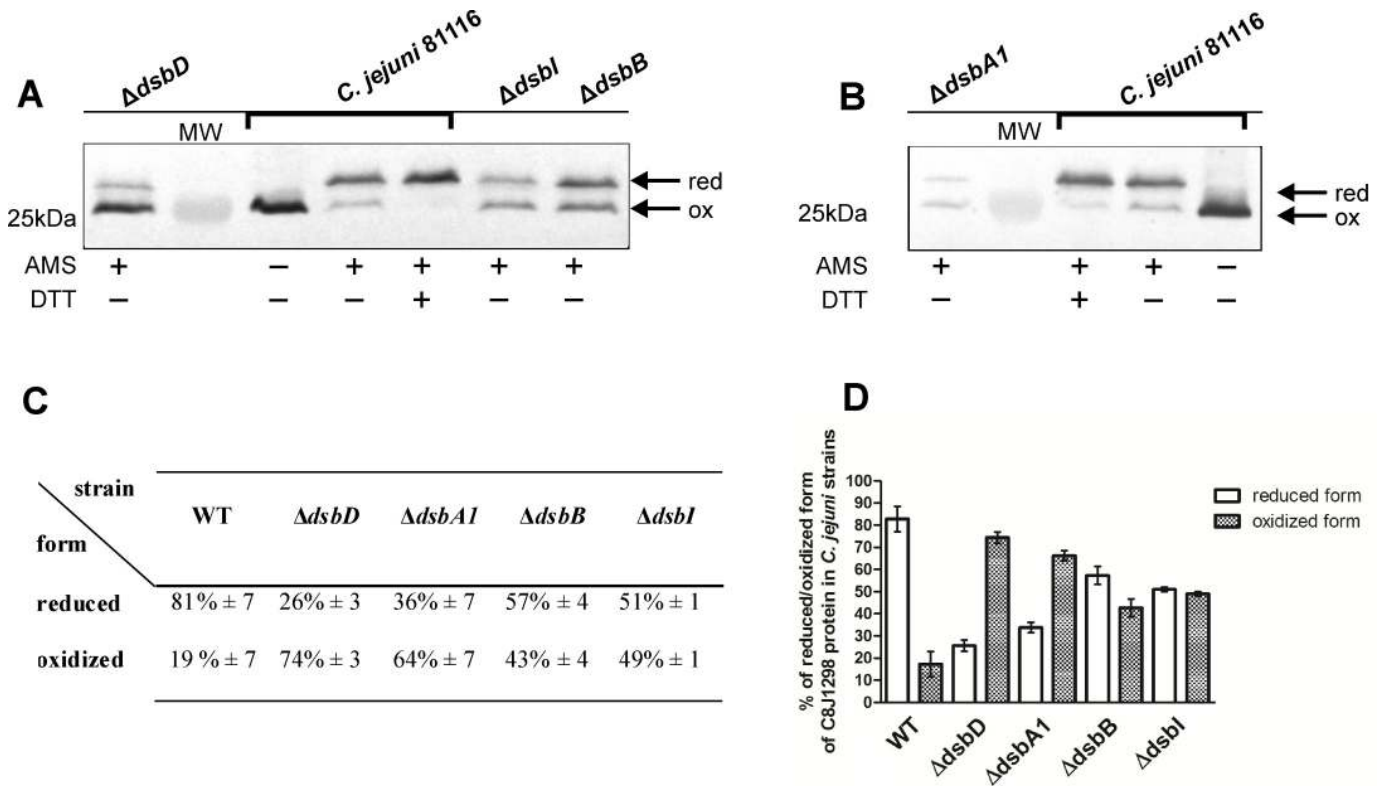 A
ΔdsbD
C. jejuni 81116
ΔdsbI
ΔdsbB
MW
red
ox
25kDa
AMS + − + + + +
DTT − − − + − −
B
ΔdsbA1
C. jejuni 81116
MW
red
ox
25kDa
AMS + + + −
DTT − + − −
C
strain
form
WT ΔdsbD ΔdsbA1 ΔdsbB ΔdsbI
reduced 81% ± 7 26% ± 3 36% ± 7 57% ± 4 51% ± 1
oxidized 19 % ± 7 74% ± 3 64% ± 7 43% ± 4 49% ± 1
D
% of reduced/oxidized form
of C8J1298 protein in C. jejuni strains
100
90
80
70
60
50
40
30
20
10
0
WT
ΔdsbD
ΔdsbA1
ΔdsbB
ΔdsbI
reduced form
oxidized form